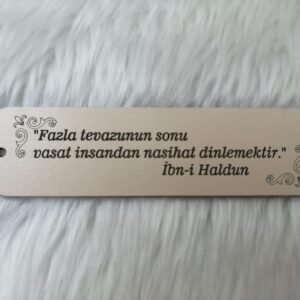 "Fazla tevazunun sonu
vasat insandan nasihat dinlemektir."
İbn-i Haldun